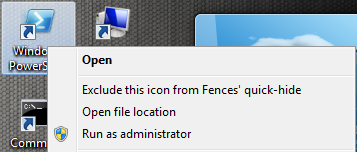 Windo
PowerS
Open
Exclude this icon from Fences' quick-hide
Open file location
Run as administrator
C:\.
Comm